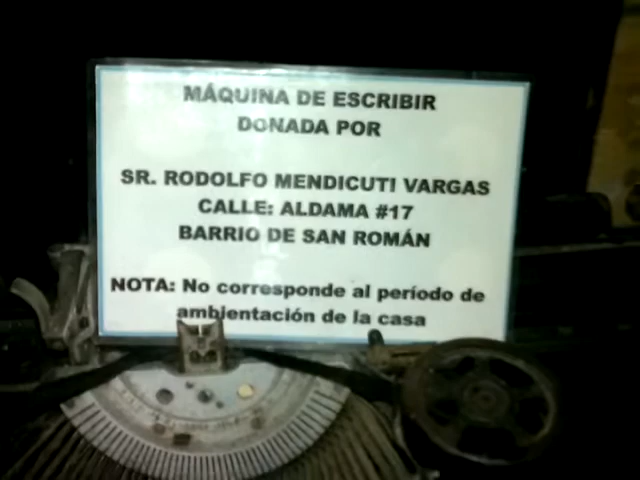 MÁQUINA DE ESCRIBIR
DONADA POR
SR. RODOLFO MENDICUTI VARGAS
CALLE: ALDAMA #17
BARRIO DE SAN ROMÁN
NOTA: No corresponde al período de
ambientación de la casa